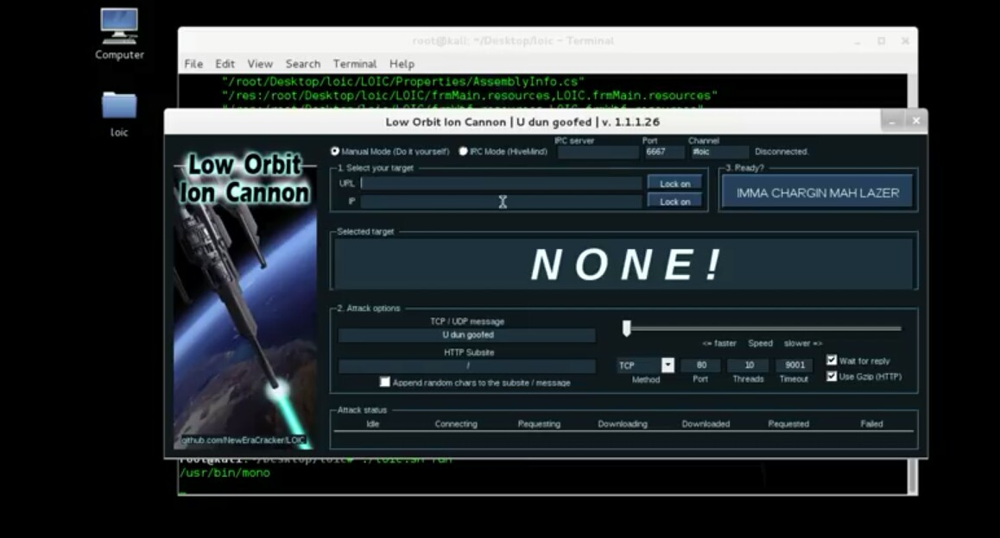 Computer
loic
root@kali: ~/Desktop/loic - Terminal
File Edit View Search Terminal Help
"/root/Desktop/loic/LOIC/Properties/AssemblyInfo.cs"
"/res:/root/Desktop/loic/LOIC/frmMain.resources,LOIC.frmMain.resources"
Low Orbit Ion Cannon | U dun goofed | v. 1.1.1.26
Low Orbit
Ion Cannon
github.com/NewEraCracker/LOIC
IRC server Port Channel
Manual Mode (Do it yourself) IRC Mode (HiveMind) 6667 #loic Disconnected.
1. Select your target
URL Lock on
IP Lock on
3. Ready?
IMMA CHARGIN MAH LAZER
Selected target
NONE!
2. Attack options
TCP / UDP message
U dun goofed
HTTP Subsite
/
Append random chars to the subsite / message
<= faster Speed slower =>
TCP 80 10 9001
Method Port Threads Timeout
Wait for reply
Use Gzip (HTTP)
Attack status
Idle Connecting Requesting Downloading Downloaded Requested Failed
root@kali:~/Desktop/loic# ./loic.sh run
/usr/bin/mono